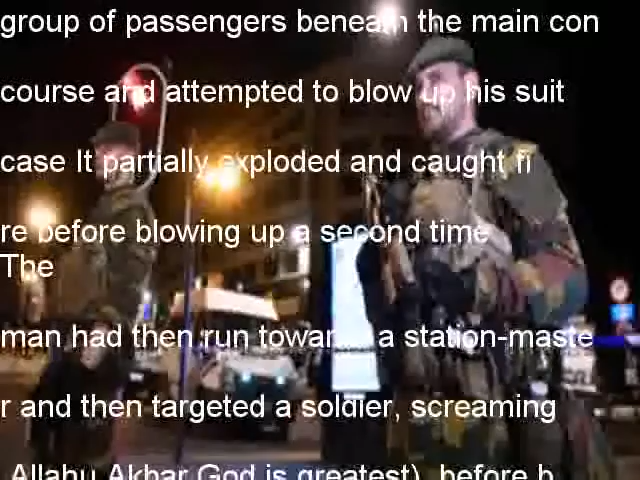 group of passengers beneath the main con
course and attempted to blow up his suit
case It partially exploded and caught fi
re before blowing up a second time
The
man had then run towards a station-maste
r and then targeted a soldier, screaming
Allahu Akbar God is greatest), before b